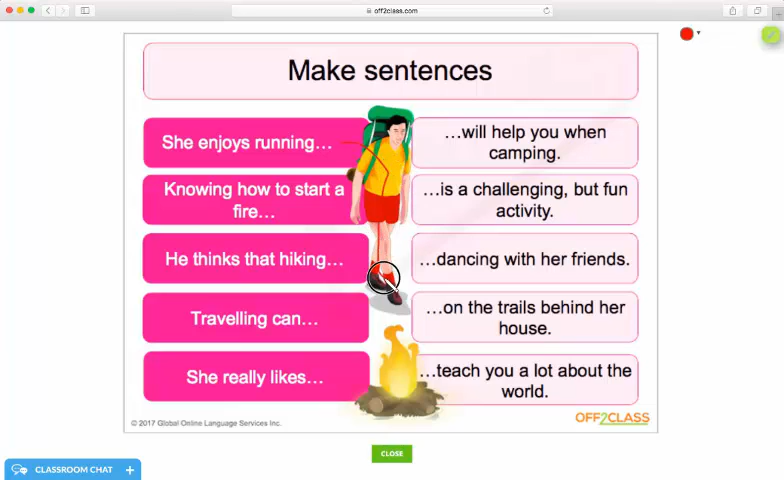 off2class.com
Make sentences
She enjoys running…
…will help you when
camping.
Knowing how to start a
fire…
…is a challenging, but fun
activity.
He thinks that hiking…
…dancing with her friends.
Travelling can…
…on the trails behind her
house.
She really likes…
…teach you a lot about the
world.
© 2017 Global Online Language Services Inc.
OFF2CLASS
CLOSE
CLASSROOM CHAT +